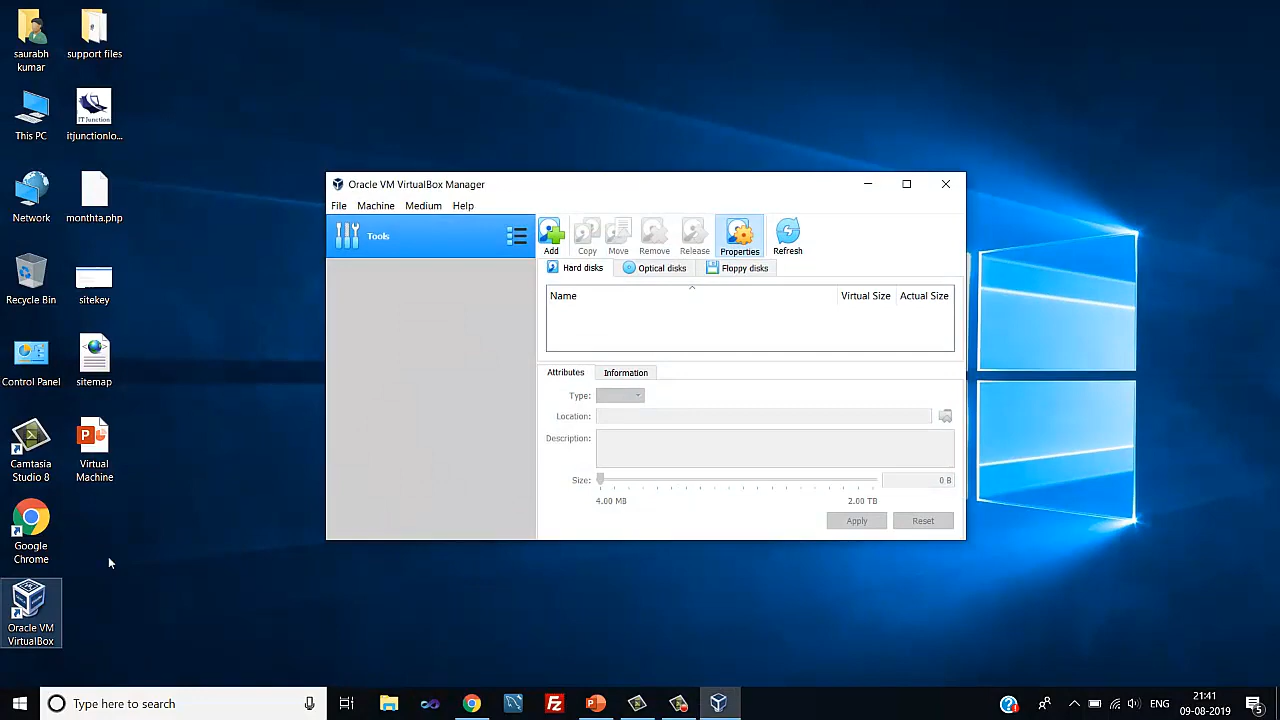 saurabh
kumar
support files
This PC
IT Junction
itjunctionlo...
Network
monthta.php
Recycle Bin
sitekey
Control Panel
sitemap
Camtasia
Studio 8
Virtual
Machine
Google
Chrome
Oracle VM
VirtualBox
Oracle VM VirtualBox Manager
File Machine Medium Help
Tools
Add Copy Move Remove Release Properties Refresh
Hard disks Optical disks Floppy disks
Name Virtual Size Actual Size
Attributes Information
Type:
Location:
Description:
Size: 0 B
4.00 MB 2.00 TB
Apply Reset
Type here to search
ENG
21:41
09-08-2019
5